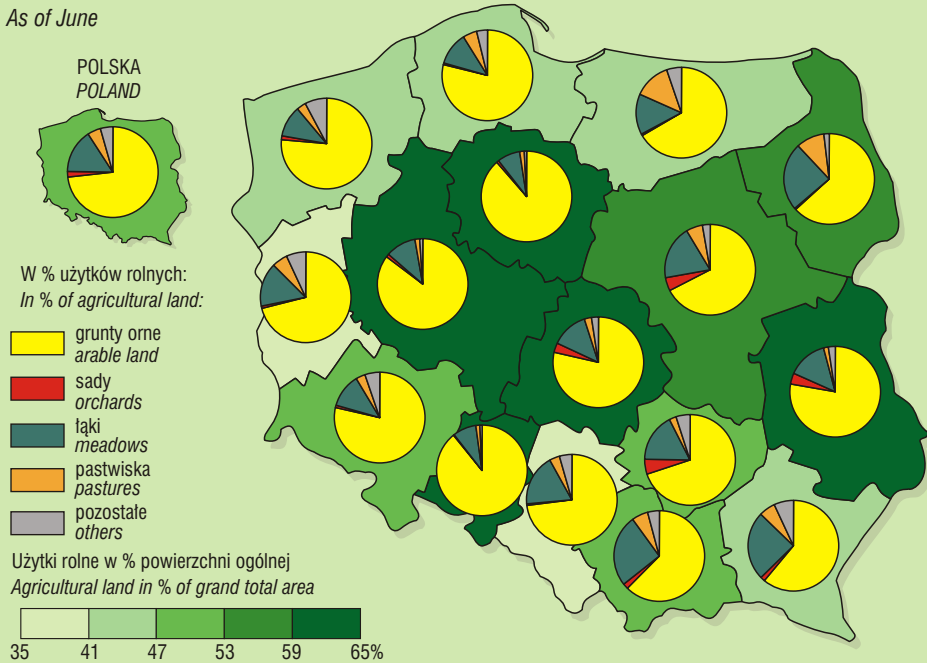 As of June
POLSKA
POLAND
W % użytków rolnych:
In % of agricultural land:
grunty orne
arable land
sady
orchards
łąki
meadows
pastwiska
pastures
pozostałe
others
Użytki rolne w % powierzchni ogólnej
Agricultural land in % of grand total area
35 41 47 53 59 65%